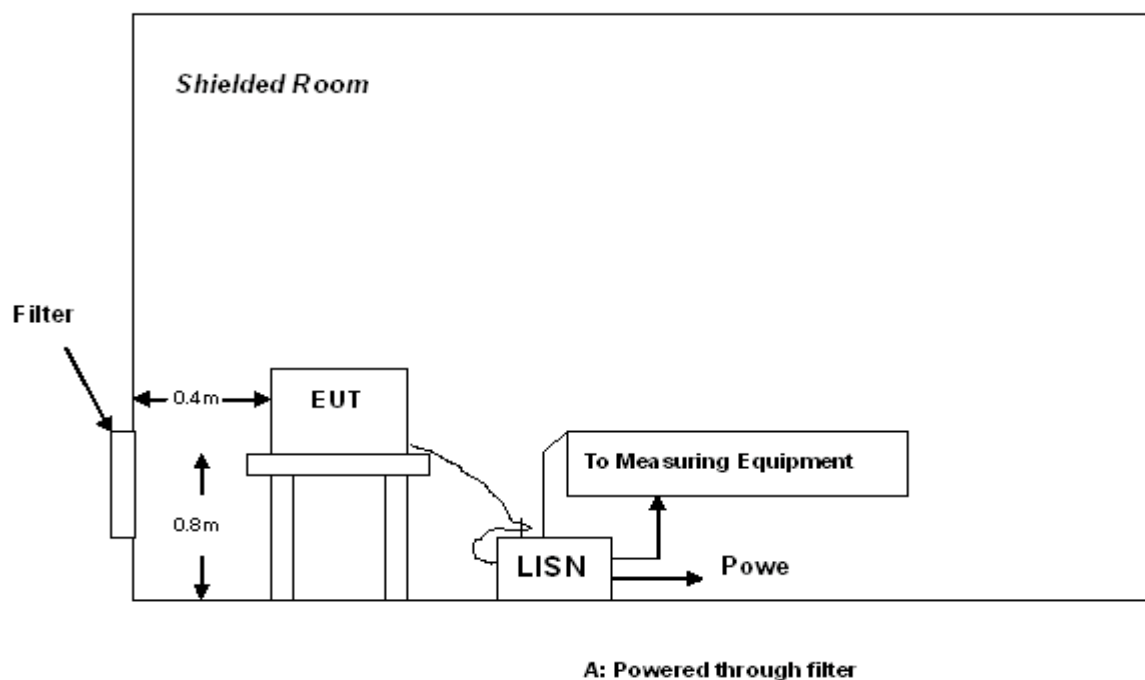 Shielded Room
Filter
0.4m
EUT
To Measuring Equipment
0.8m
LISN
Powe
A: Powered through filter